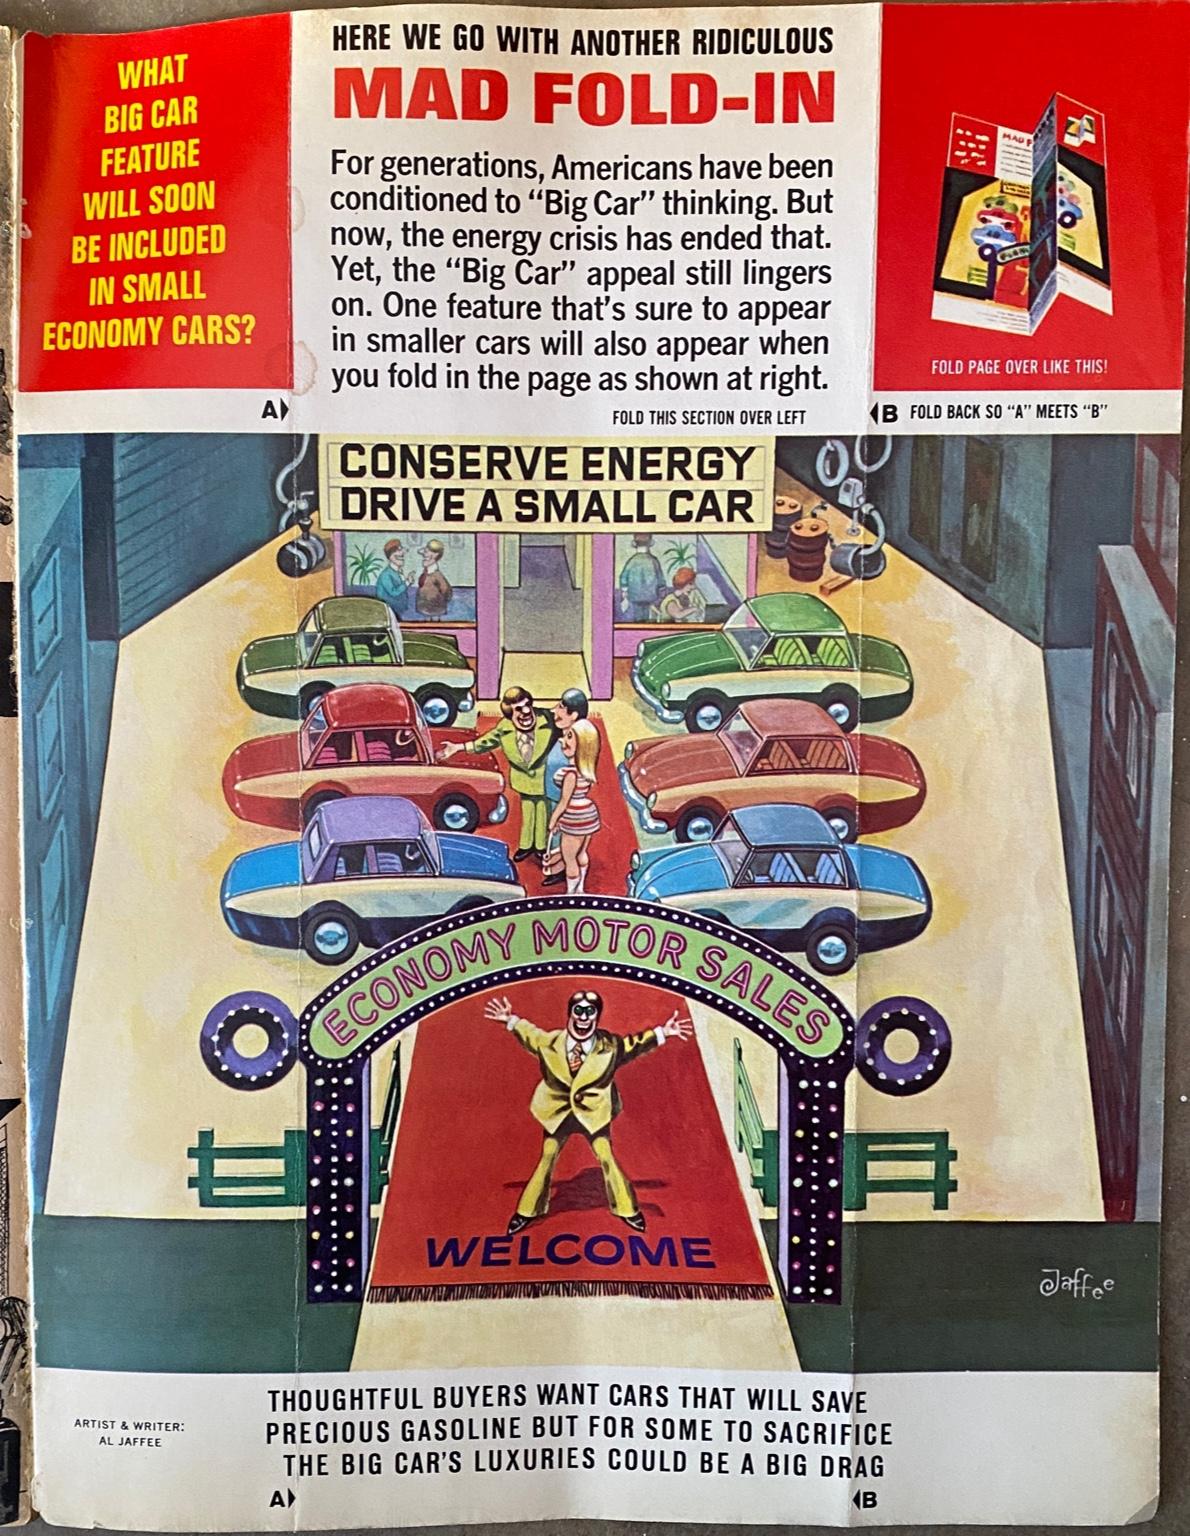 WHAT
BIG CAR
FEATURE
WILL SOON
BE INCLUDED
IN SMALL
ECONOMY CARS?
HERE WE GO WITH ANOTHER RIDICULOUS
MAD FOLD-IN
For generations, Americans have been
conditioned to “Big Car” thinking. But
now, the energy crisis has ended that.
Yet, the “Big Car” appeal still lingers
on. One feature that's sure to appear
in smaller cars will also appear when
you fold in the page as shown at right.
MAD F
FOLD PAGE OVER LIKE THIS!
A▶
FOLD THIS SECTION OVER LEFT
◀B FOLD BACK SO “A” MEETS “B”
CONSERVE ENERGY
DRIVE A SMALL CAR
ECONOMY MOTOR SALES
WELCOME
Jaffee
ARTIST & WRITER:
AL JAFFEE
THOUGHTFUL BUYERS WANT CARS THAT WILL SAVE
PRECIOUS GASOLINE BUT FOR SOME TO SACRIFICE
THE BIG CAR'S LUXURIES COULD BE A BIG DRAG
A▶
◀B